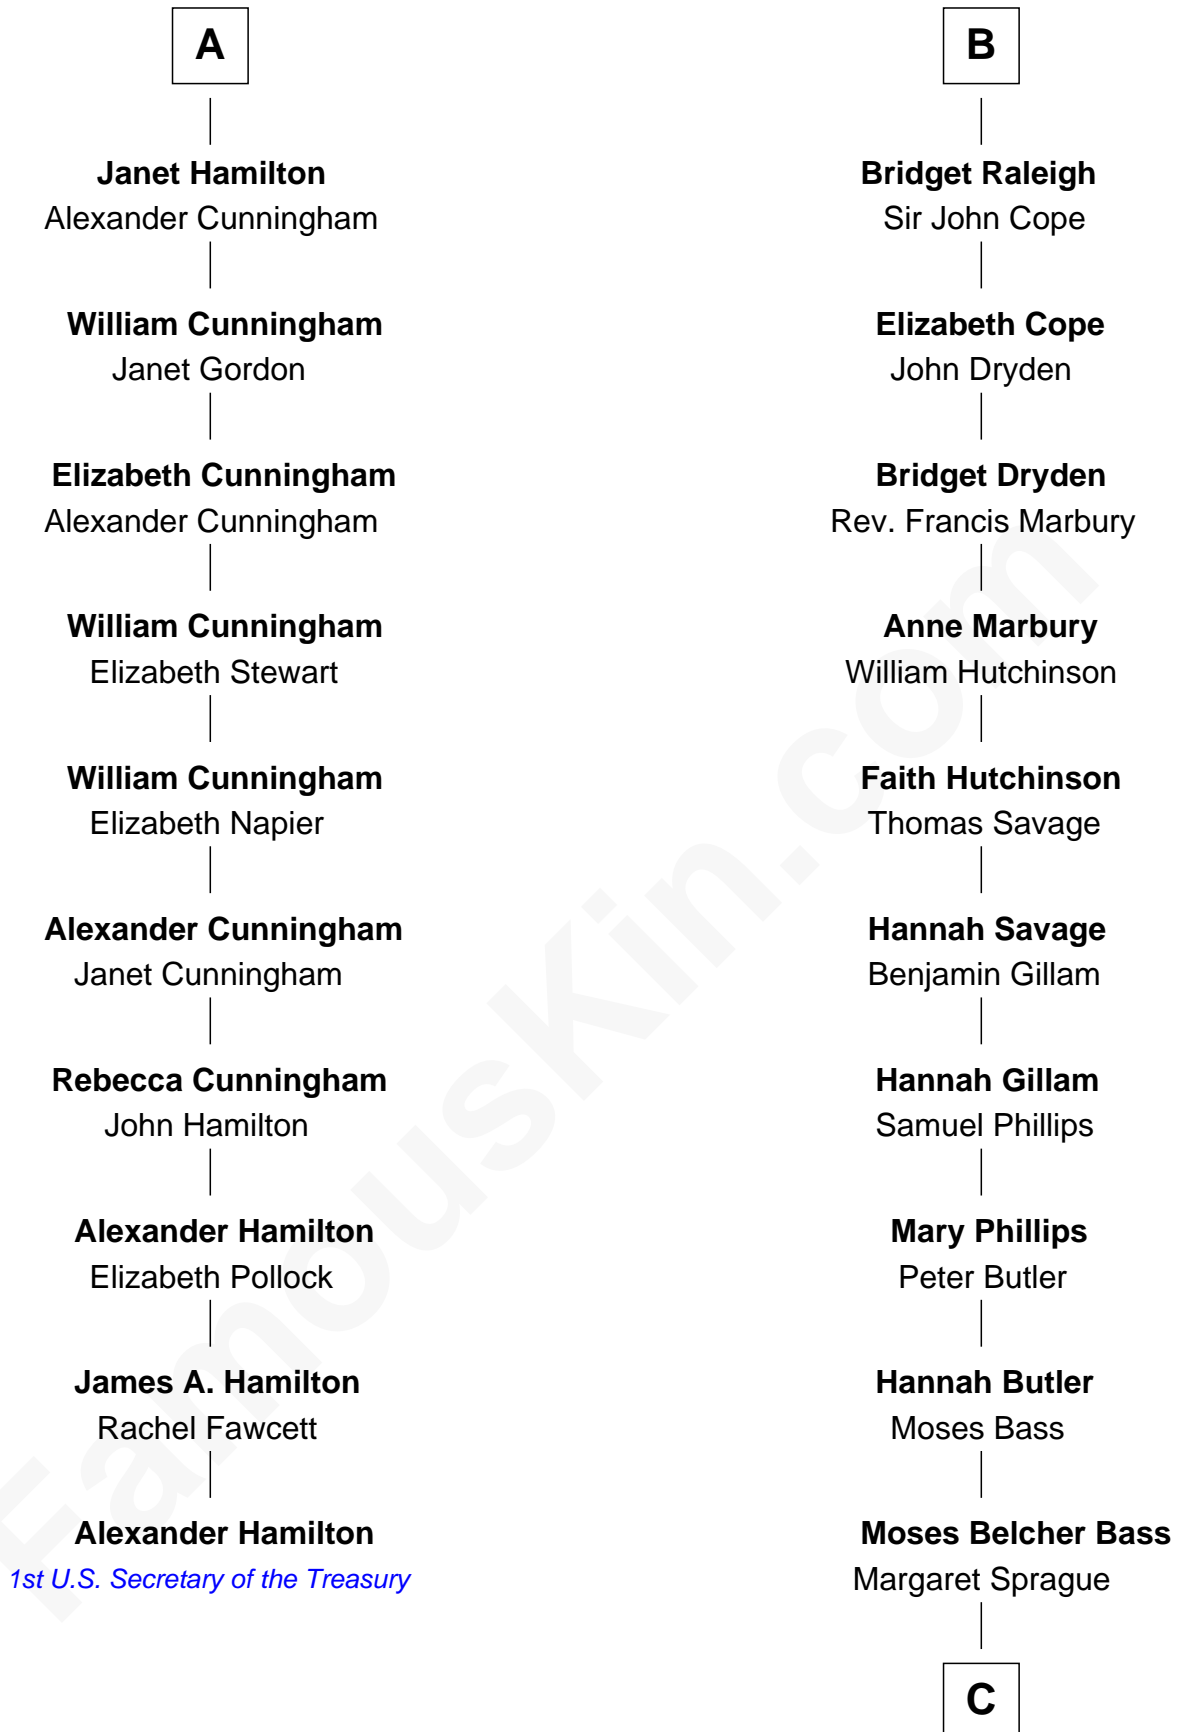 A
Janet Hamilton
Alexander Cunningham
William Cunningham
Janet Gordon
Elizabeth Cunningham
Alexander Cunningham
William Cunningham
Elizabeth Stewart
William Cunningham
Elizabeth Napier
Alexander Cunningham
Janet Cunningham
Rebecca Cunningham
John Hamilton
Alexander Hamilton
Elizabeth Pollock
James A. Hamilton
Rachel Fawcett
Alexander Hamilton
1st U.S. Secretary of the Treasury
B
Bridget Raleigh
Sir John Cope
Elizabeth Cope
John Dryden
Bridget Dryden
Rev. Francis Marbury
Anne Marbury
William Hutchinson
Faith Hutchinson
Thomas Savage
Hannah Savage
Benjamin Gillam
Hannah Gillam
Samuel Phillips
Mary Phillips
Peter Butler
Hannah Butler
Moses Bass
Moses Belcher Bass
Margaret Sprague
C
FamousKin.com